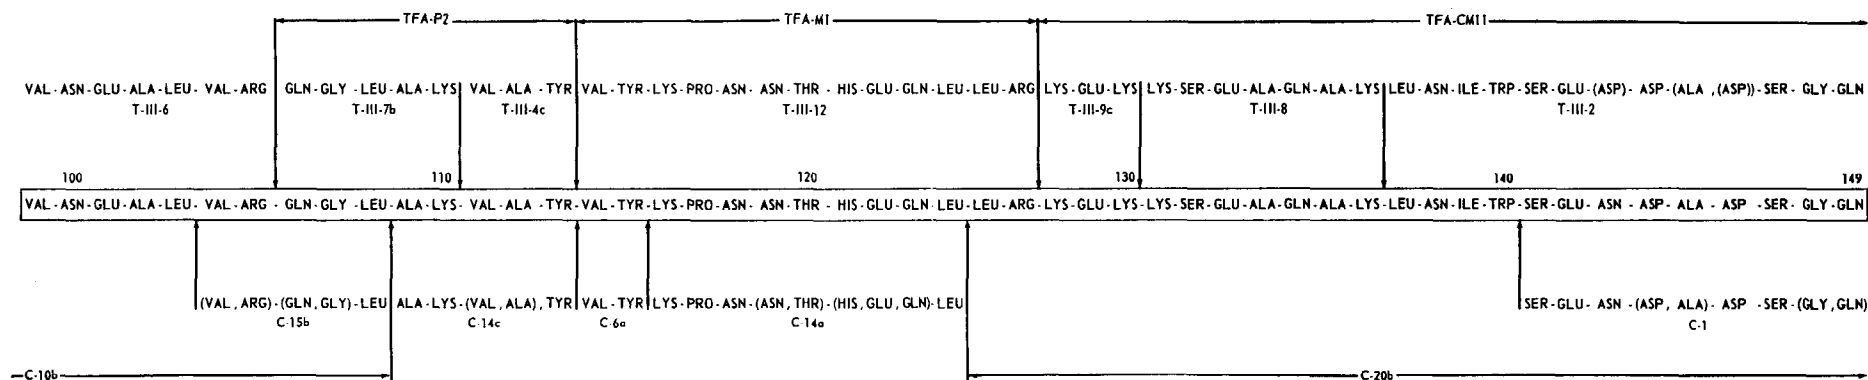 TFA-P2 TFA-M1 TFA-CM11
VAL-ASN-GLU-ALA-LEU-VAL-ARG GLN-GLY-LEU-ALA-LYS VAL-ALA-TYR VAL-TYR-LYS-PRO-ASN-ASN-THR-HIS-GLU-GLN-LEU-LEU-ARG LYS-GLU-LYS LYS-SER-GLU-ALA-GLN-ALA-LYS LEU-ASN-ILE-TRP-SER-GLU-(ASP)-ASP-(ALA,(ASP))-SER-GLY-GLN
T-III-6 T-III-7b T-III-4c T-III-12 T-III-9c T-III-8 T-III-2
100 110 120 130 140 149
VAL-ASN-GLU-ALA-LEU-VAL-ARG-GLN-GLY-LEU-ALA-LYS-VAL-ALA-TYR-VAL-TYR-LYS-PRO-ASN-ASN-THR-HIS-GLU-GLN-LEU-LEU-ARG-LYS-GLU-LYS-LYS-SER-GLU-ALA-GLN-ALA-LYS-LEU-ASN-ILE-TRP-SER-GLU-ASN-ASP-ALA-ASP-SER-GLY-GLN
(VAL,ARG)-(GLN,GLY)-LEU ALA-LYS-(VAL,ALA),TYR VAL-TYR LYS-PRO-ASN-(ASN,THR)-(HIS,GLU,GLN)-LEU SER-GLU-ASN-(ASP,ALA)-ASP-SER-(GLY,GLN)
C-15b C-14c C-6a C-14a C-1
C-10b C-20b